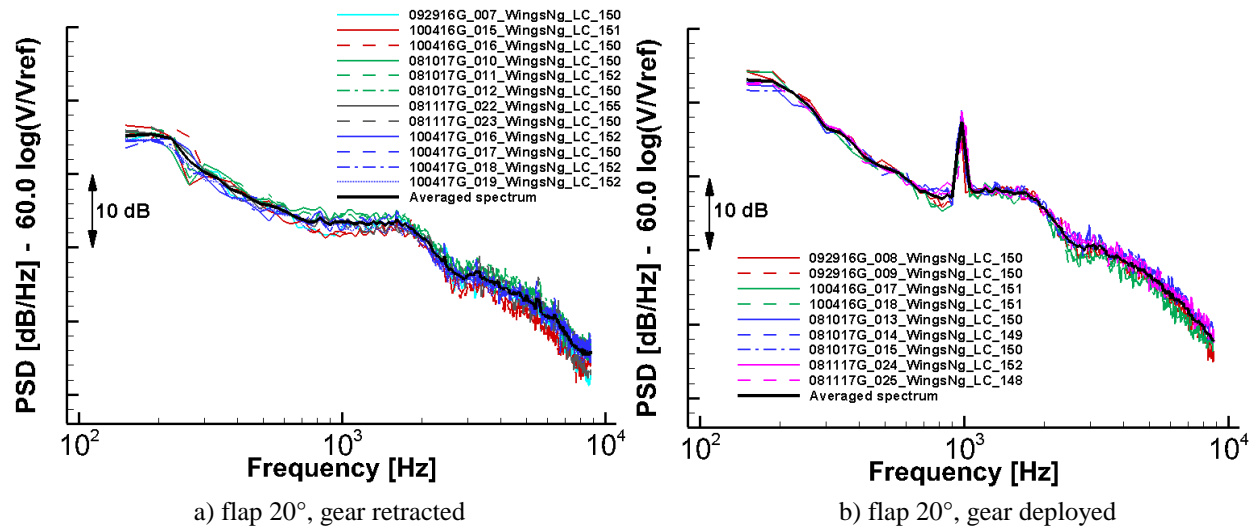 092916G_007_WingsNg_LC_150
100416G_015_WingsNg_LC_151
100416G_016_WingsNg_LC_150
081017G_010_WingsNg_LC_150
081017G_011_WingsNg_LC_152
081017G_012_WingsNg_LC_150
081117G_022_WingsNg_LC_155
081117G_023_WingsNg_LC_150
100417G_016_WingsNg_LC_152
100417G_017_WingsNg_LC_150
100417G_018_WingsNg_LC_152
100417G_019_WingsNg_LC_152
Averaged spectrum
PSD [dB/Hz] - 60.0 log(V/Vref)
10 dB
10² 10³ 10⁴
Frequency [Hz]
a) flap 20°, gear retracted
PSD [dB/Hz] - 60.0 log(V/Vref)
10 dB
092916G_008_WingsNg_LC_150
092916G_009_WingsNg_LC_150
100416G_017_WingsNg_LC_151
100416G_018_WingsNg_LC_151
081017G_013_WingsNg_LC_150
081017G_014_WingsNg_LC_149
081017G_015_WingsNg_LC_150
081117G_024_WingsNg_LC_152
081117G_025_WingsNg_LC_148
Averaged spectrum
10² 10³ 10⁴
Frequency [Hz]
b) flap 20°, gear deployed